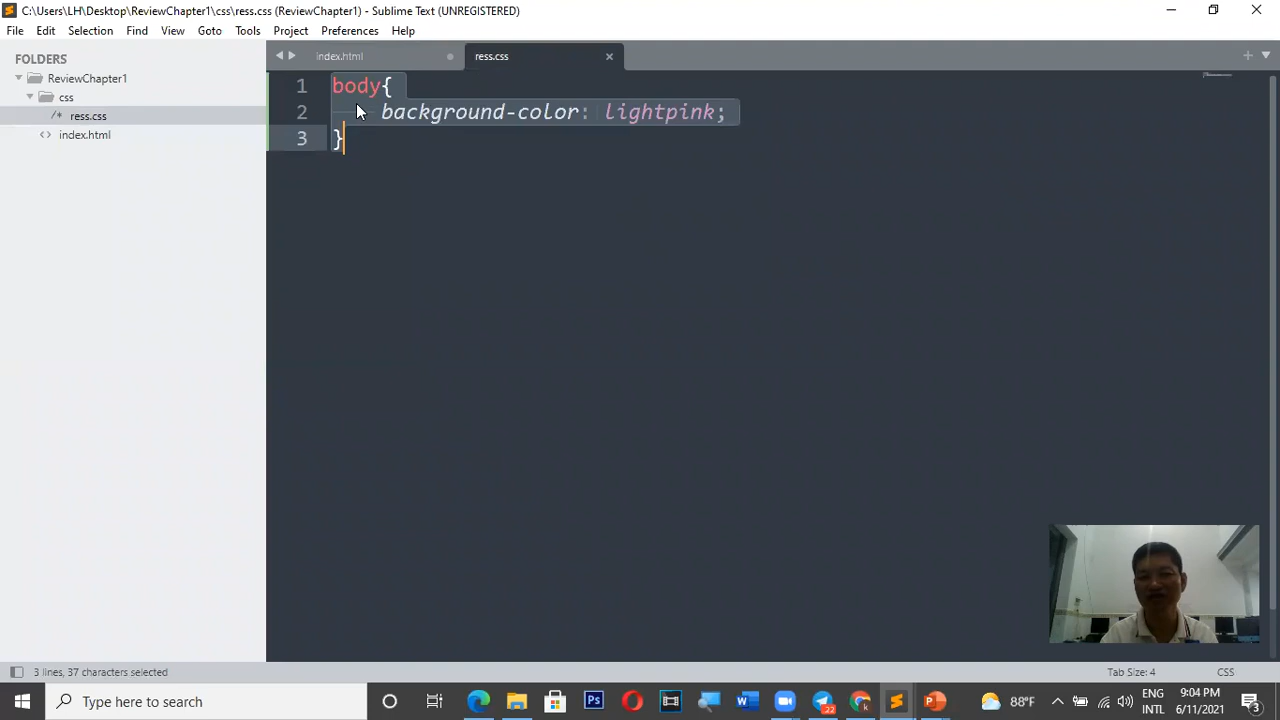 C:\Users\LH\Desktop\ReviewChapter1\css\ress.css (ReviewChapter1) - Sublime Text (UNREGISTERED)
File Edit Selection Find View Goto Tools Project Preferences Help
FOLDERS
ReviewChapter1
css
/* ress.css
<> index.html
index.html ress.css
1 body{
2 background-color: lightpink;
3 }
3 lines, 37 characters selected
Tab Size: 4 CSS
Type here to search
Ps
W
22
P
88°F
ENG
INTL
9:04 PM
6/11/2021
3